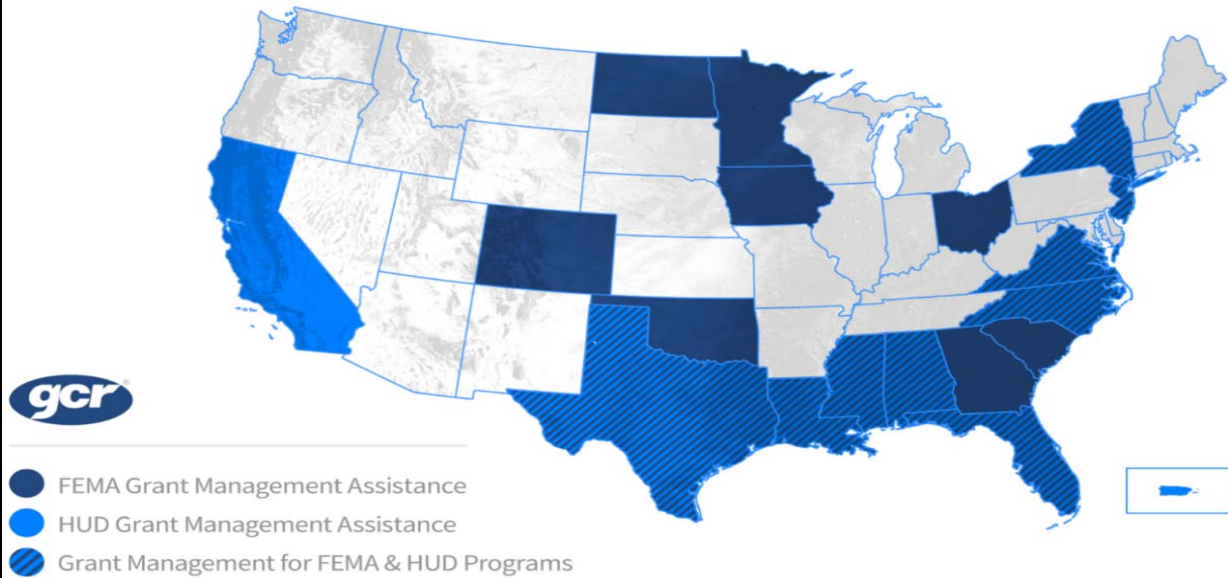 gcr
FEMA Grant Management Assistance
HUD Grant Management Assistance
Grant Management for FEMA & HUD Programs